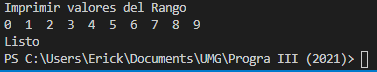 Imprimir valores del Rango
0 1 2 3 4 5 6 7 8 9
Listo
PS C:\Users\Erick\Documents\UMG\Progra III (2021)>